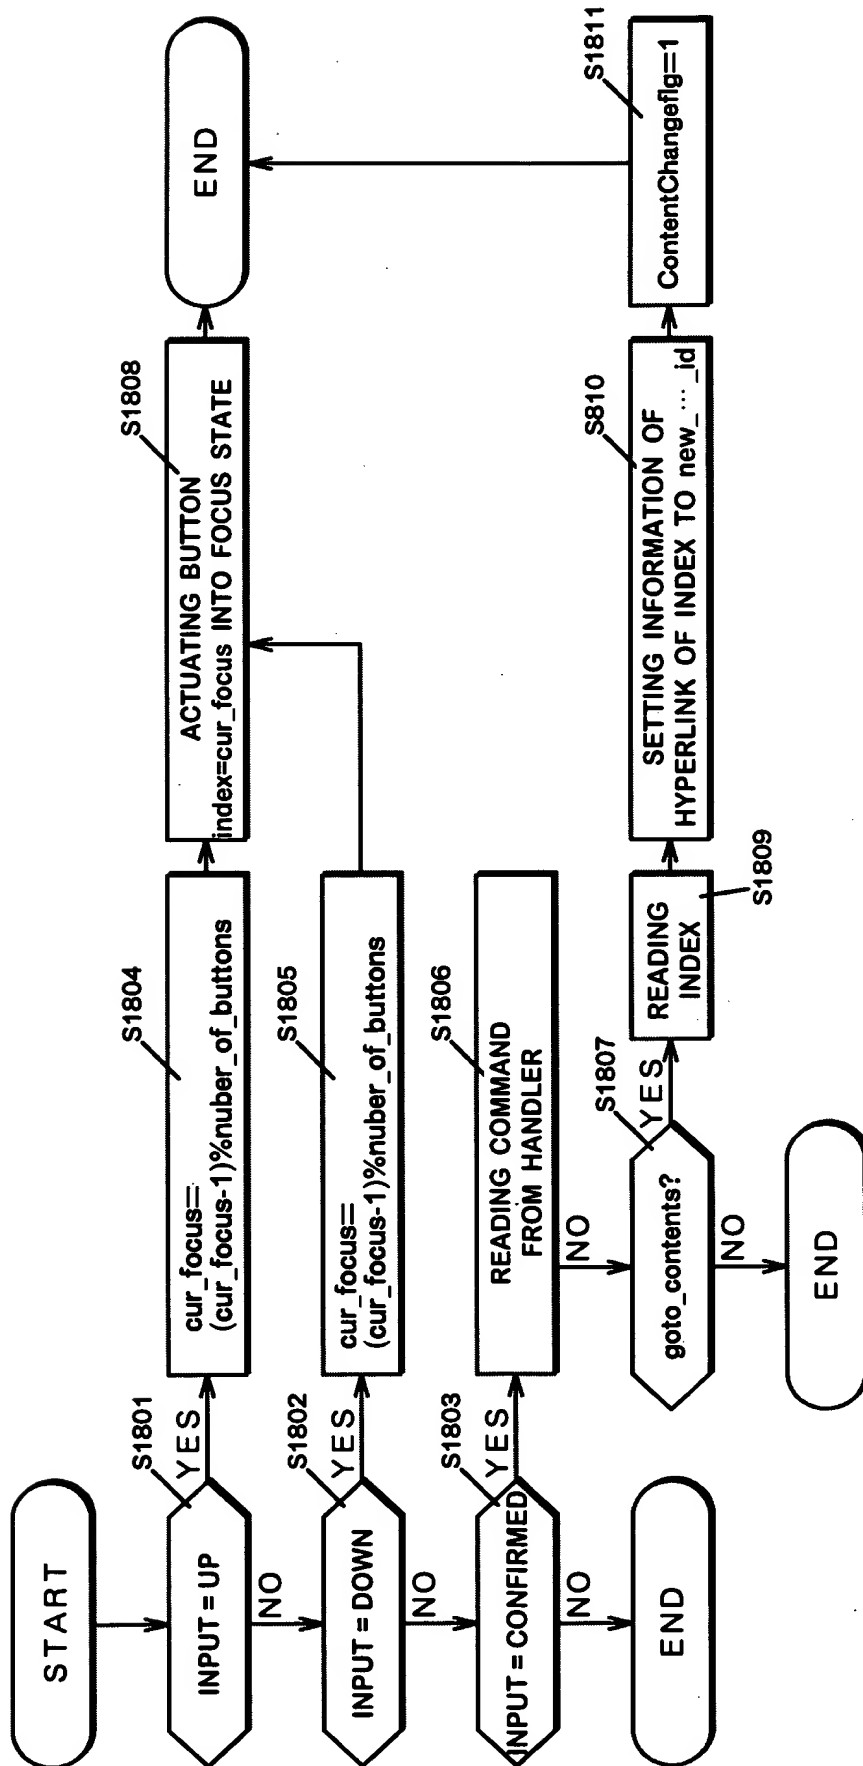 START
S1801
INPUT = UP
YES
NO
S1804
cur_focus=
(cur_focus-1)%nuber_of_buttons
S1808
ACTUATING BUTTON
index=cur_focus INTO FOCUS STATE
END
S1802
INPUT = DOWN
YES
NO
S1805
cur_focus=
(cur_focus-1)%nuber_of_buttons
S1803
INPUT = CONFIRMED
YES
NO
S1806
READING COMMAND
FROM HANDLER
NO
END
S1807
goto_contents?
YES
NO
READING
INDEX
S1809
S810
SETTING INFORMATION OF
HYPERLINK OF INDEX TO new_..._id
S1811
ContentChangeflg=1
END